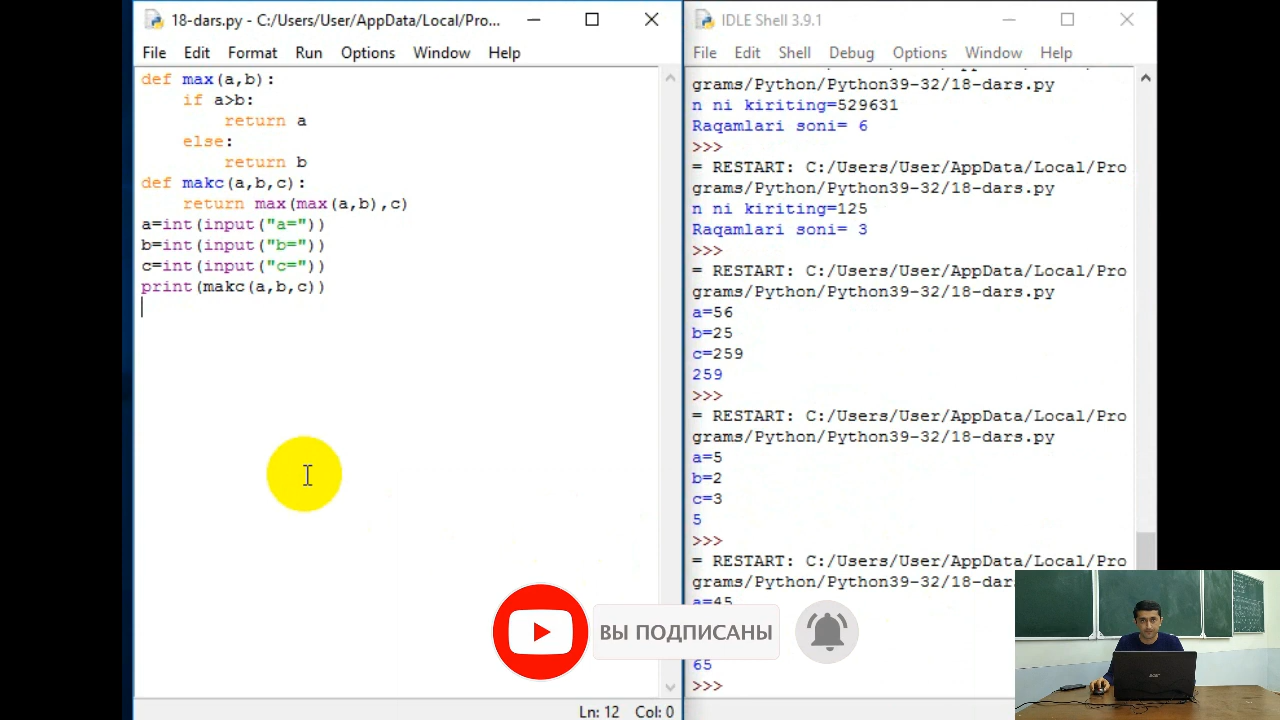 18-dars.py - C:/Users/User/AppData/Local/Pro...
File Edit Format Run Options Window Help
def max(a,b):
    if a>b:
        return a
    else:
        return b
def makc(a,b,c):
    return max(max(a,b),c)
a=int(input("a="))
b=int(input("b="))
c=int(input("c="))
print(makc(a,b,c))
Ln: 12 Col: 0
IDLE Shell 3.9.1
File Edit Shell Debug Options Window Help
grams/Python/Python39-32/18-dars.py
n ni kiriting=529631
Raqamlari soni= 6
>>>
= RESTART: C:/Users/User/AppData/Local/Pro
grams/Python/Python39-32/18-dars.py
n ni kiriting=125
Raqamlari soni= 3
>>>
= RESTART: C:/Users/User/AppData/Local/Pro
grams/Python/Python39-32/18-dars.py
a=56
b=25
c=259
259
>>>
= RESTART: C:/Users/User/AppData/Local/Pro
grams/Python/Python39-32/18-dars.py
a=5
b=2
c=3
5
>>>
= RESTART: C:/Users/User/AppData/Local/Pro
grams/Python/Python39-32/18-dar
a=45
65
>>>
ВЫ ПОДПИСАНЫ